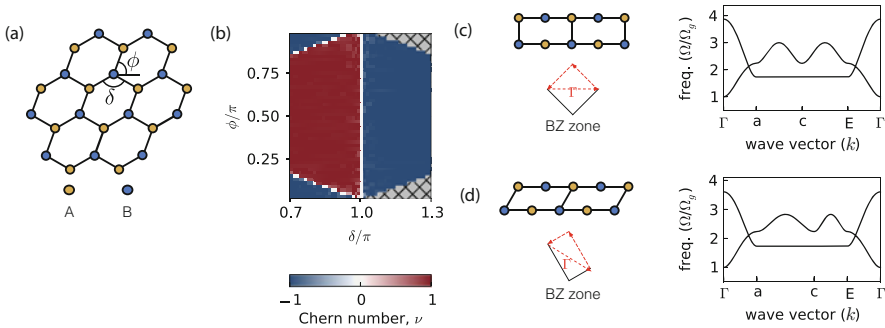 (a)
ϕ
δ
A
B
(b)
ϕ/π
0.75
0.50
0.25
0.7
1.0
1.3
δ/π
−1
0
1
Chern number, ν
(c)
Γ
BZ zone
freq. (Ω/Ω_g)
4
3
2
1
Γ
a
c
E
Γ
wave vector (k)
(d)
Γ
BZ zone
freq. (Ω/Ω_g)
4
3
2
1
Γ
a
c
E
Γ
wave vector (k)